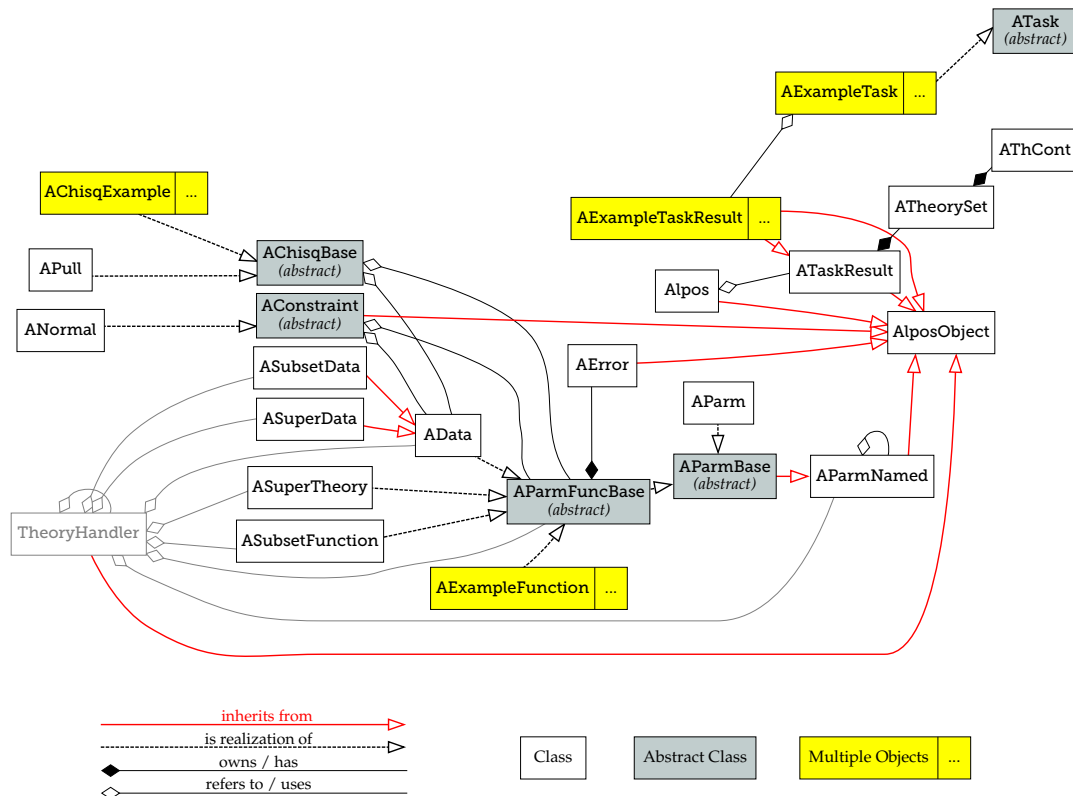 ATask
(abstract)
AExampleTask ...
AThCont
AChisqExample ...
AExampleTaskResult ...
ATheorySet
AChisqBase
(abstract)
APull
ATaskResult
Alpos
AConstraint
(abstract)
ANormal
AlposObject
ASubsetData
AError
AParm
ASuperData
AData
AParmBase
(abstract)
AParmNamed
ASuperTheory
AParmFuncBase
(abstract)
TheoryHandler
ASubsetFunction
AExampleFunction ...
inherits from
is realization of
owns / has
refers to / uses
Class
Abstract Class
Multiple Objects ...